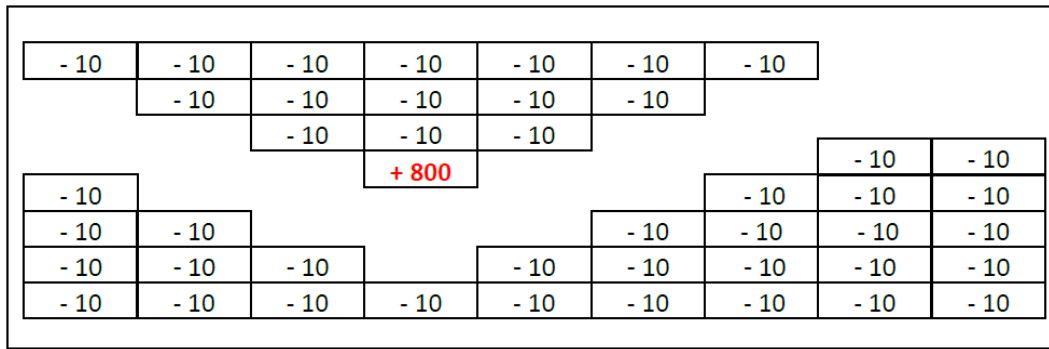 - 10 - 10 - 10 - 10 - 10 - 10 - 10
- 10 - 10 - 10 - 10 - 10
- 10 - 10 - 10
- 10 - 10
+ 800
- 10 - 10 - 10 - 10
- 10 - 10 - 10 - 10 - 10 - 10
- 10 - 10 - 10 - 10 - 10 - 10 - 10 - 10
- 10 - 10 - 10 - 10 - 10 - 10 - 10 - 10 - 10